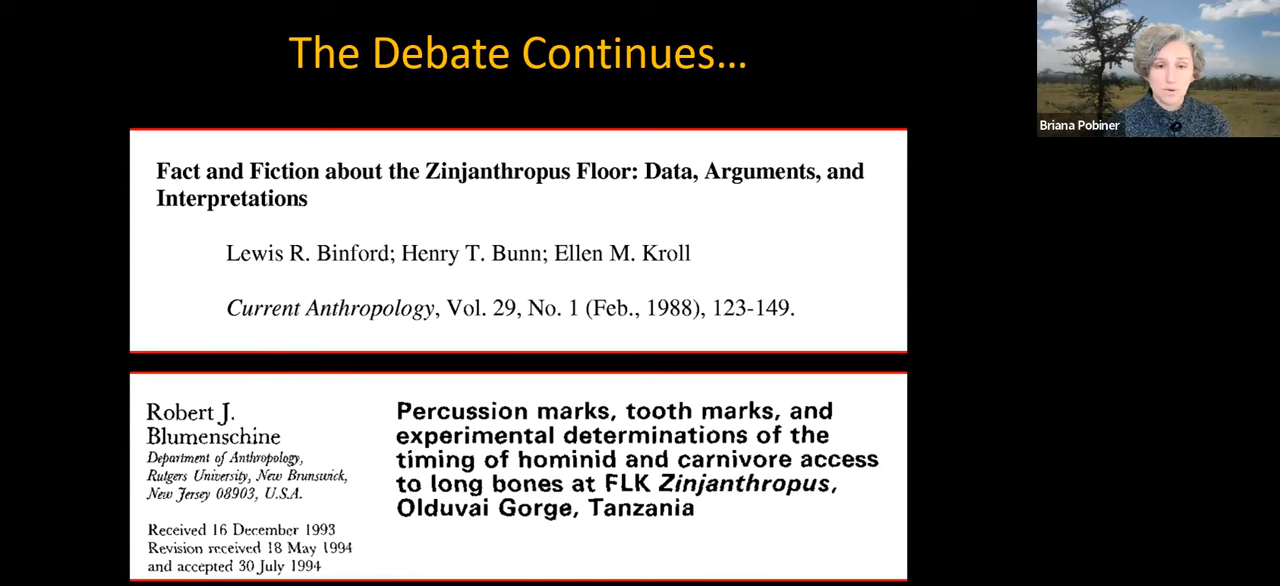 The Debate Continues…
Briana Pobiner
Fact and Fiction about the Zinjanthropus Floor: Data, Arguments, and
Interpretations
Lewis R. Binford; Henry T. Bunn; Ellen M. Kroll
Current Anthropology, Vol. 29, No. 1 (Feb., 1988), 123-149.
Robert J.
Blumenschine
Department of Anthropology,
Rutgers University, New Brunswick,
New Jersey 08903, U.S.A.
Received 16 December 1993
Revision received 18 May 1994
and accepted 30 July 1994
Percussion marks, tooth marks, and
experimental determinations of the
timing of hominid and carnivore access
to long bones at FLK Zinjanthropus,
Olduvai Gorge, Tanzania